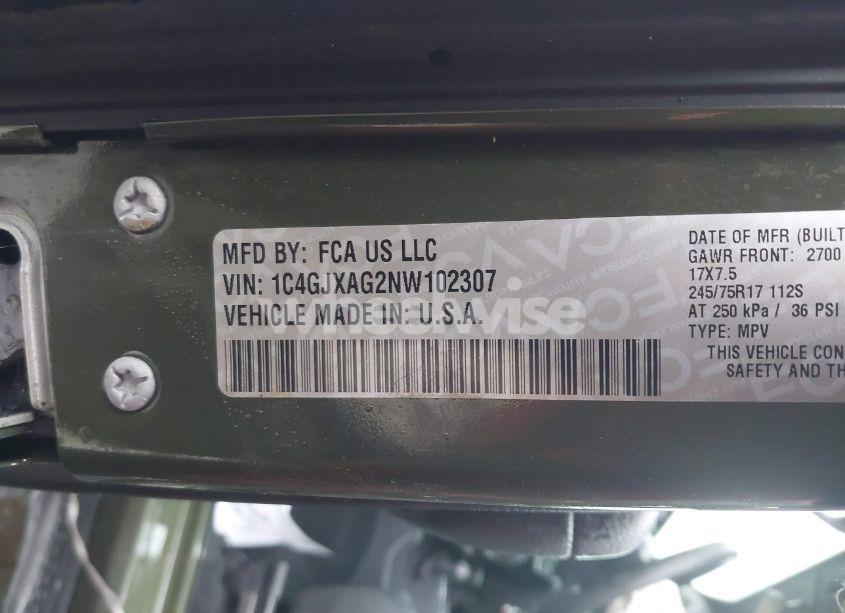 MFD BY: FCA US LLC
VIN: 1C4GJXAG2NW102307
VEHICLE MADE IN: U.S.A.
DATE OF MFR (BUILT
GAWR FRONT: 2700
17X7.5
245/75R17 112S
AT 250 kPa / 36 PSI
TYPE: MPV
THIS VEHICLE CON
SAFETY AND TH
wheelwise